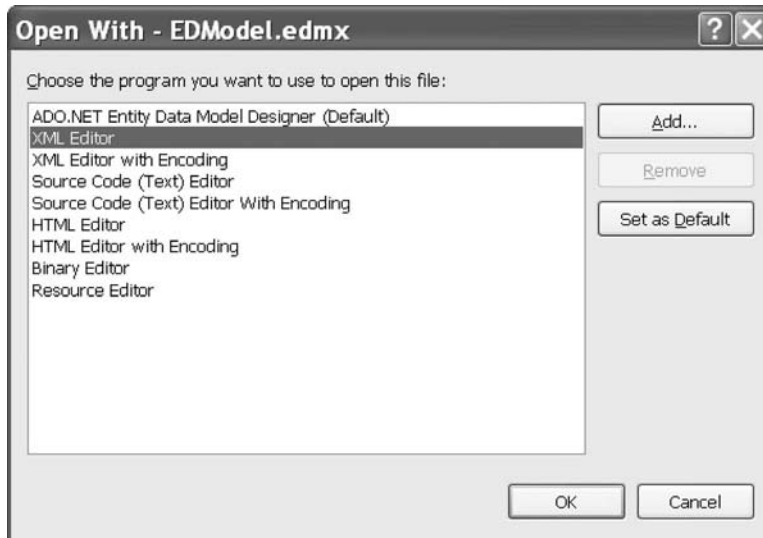 Open With - EDModel.edmx
Choose the program you want to use to open this file:
ADO.NET Entity Data Model Designer (Default)
XML Editor
XML Editor with Encoding
Source Code (Text) Editor
Source Code (Text) Editor With Encoding
HTML Editor
HTML Editor with Encoding
Binary Editor
Resource Editor
Add...
Remove
Set as Default
OK
Cancel